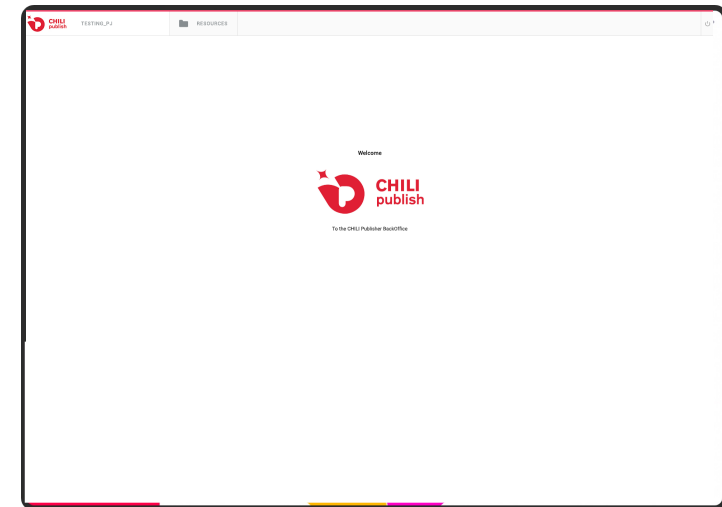 CHILI
publish
TESTING_PJ
RESOURCES
Welcome
CHILI
publish
To the CHILI Publisher BackOffice